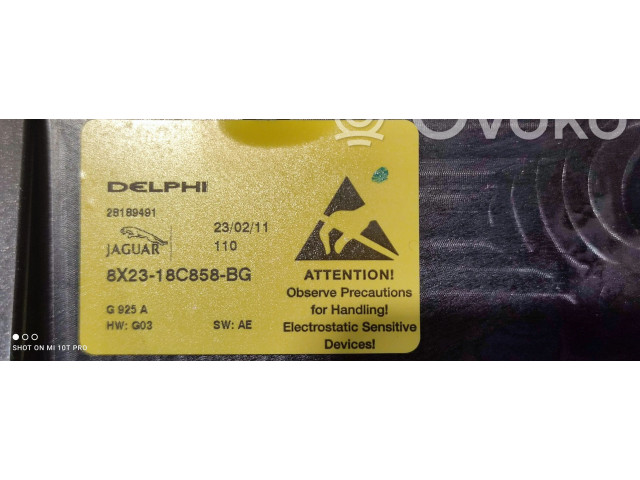 Ovoko
DELPHI
28189491
23/02/11
JAGUAR
110
8X23-18C858-BG
G 925 A
HW: G03
SW: AE
ATTENTION!
Observe Precautions
for Handling!
Electrostatic Sensitive
Devices!
SHOT ON MI 10T PRO